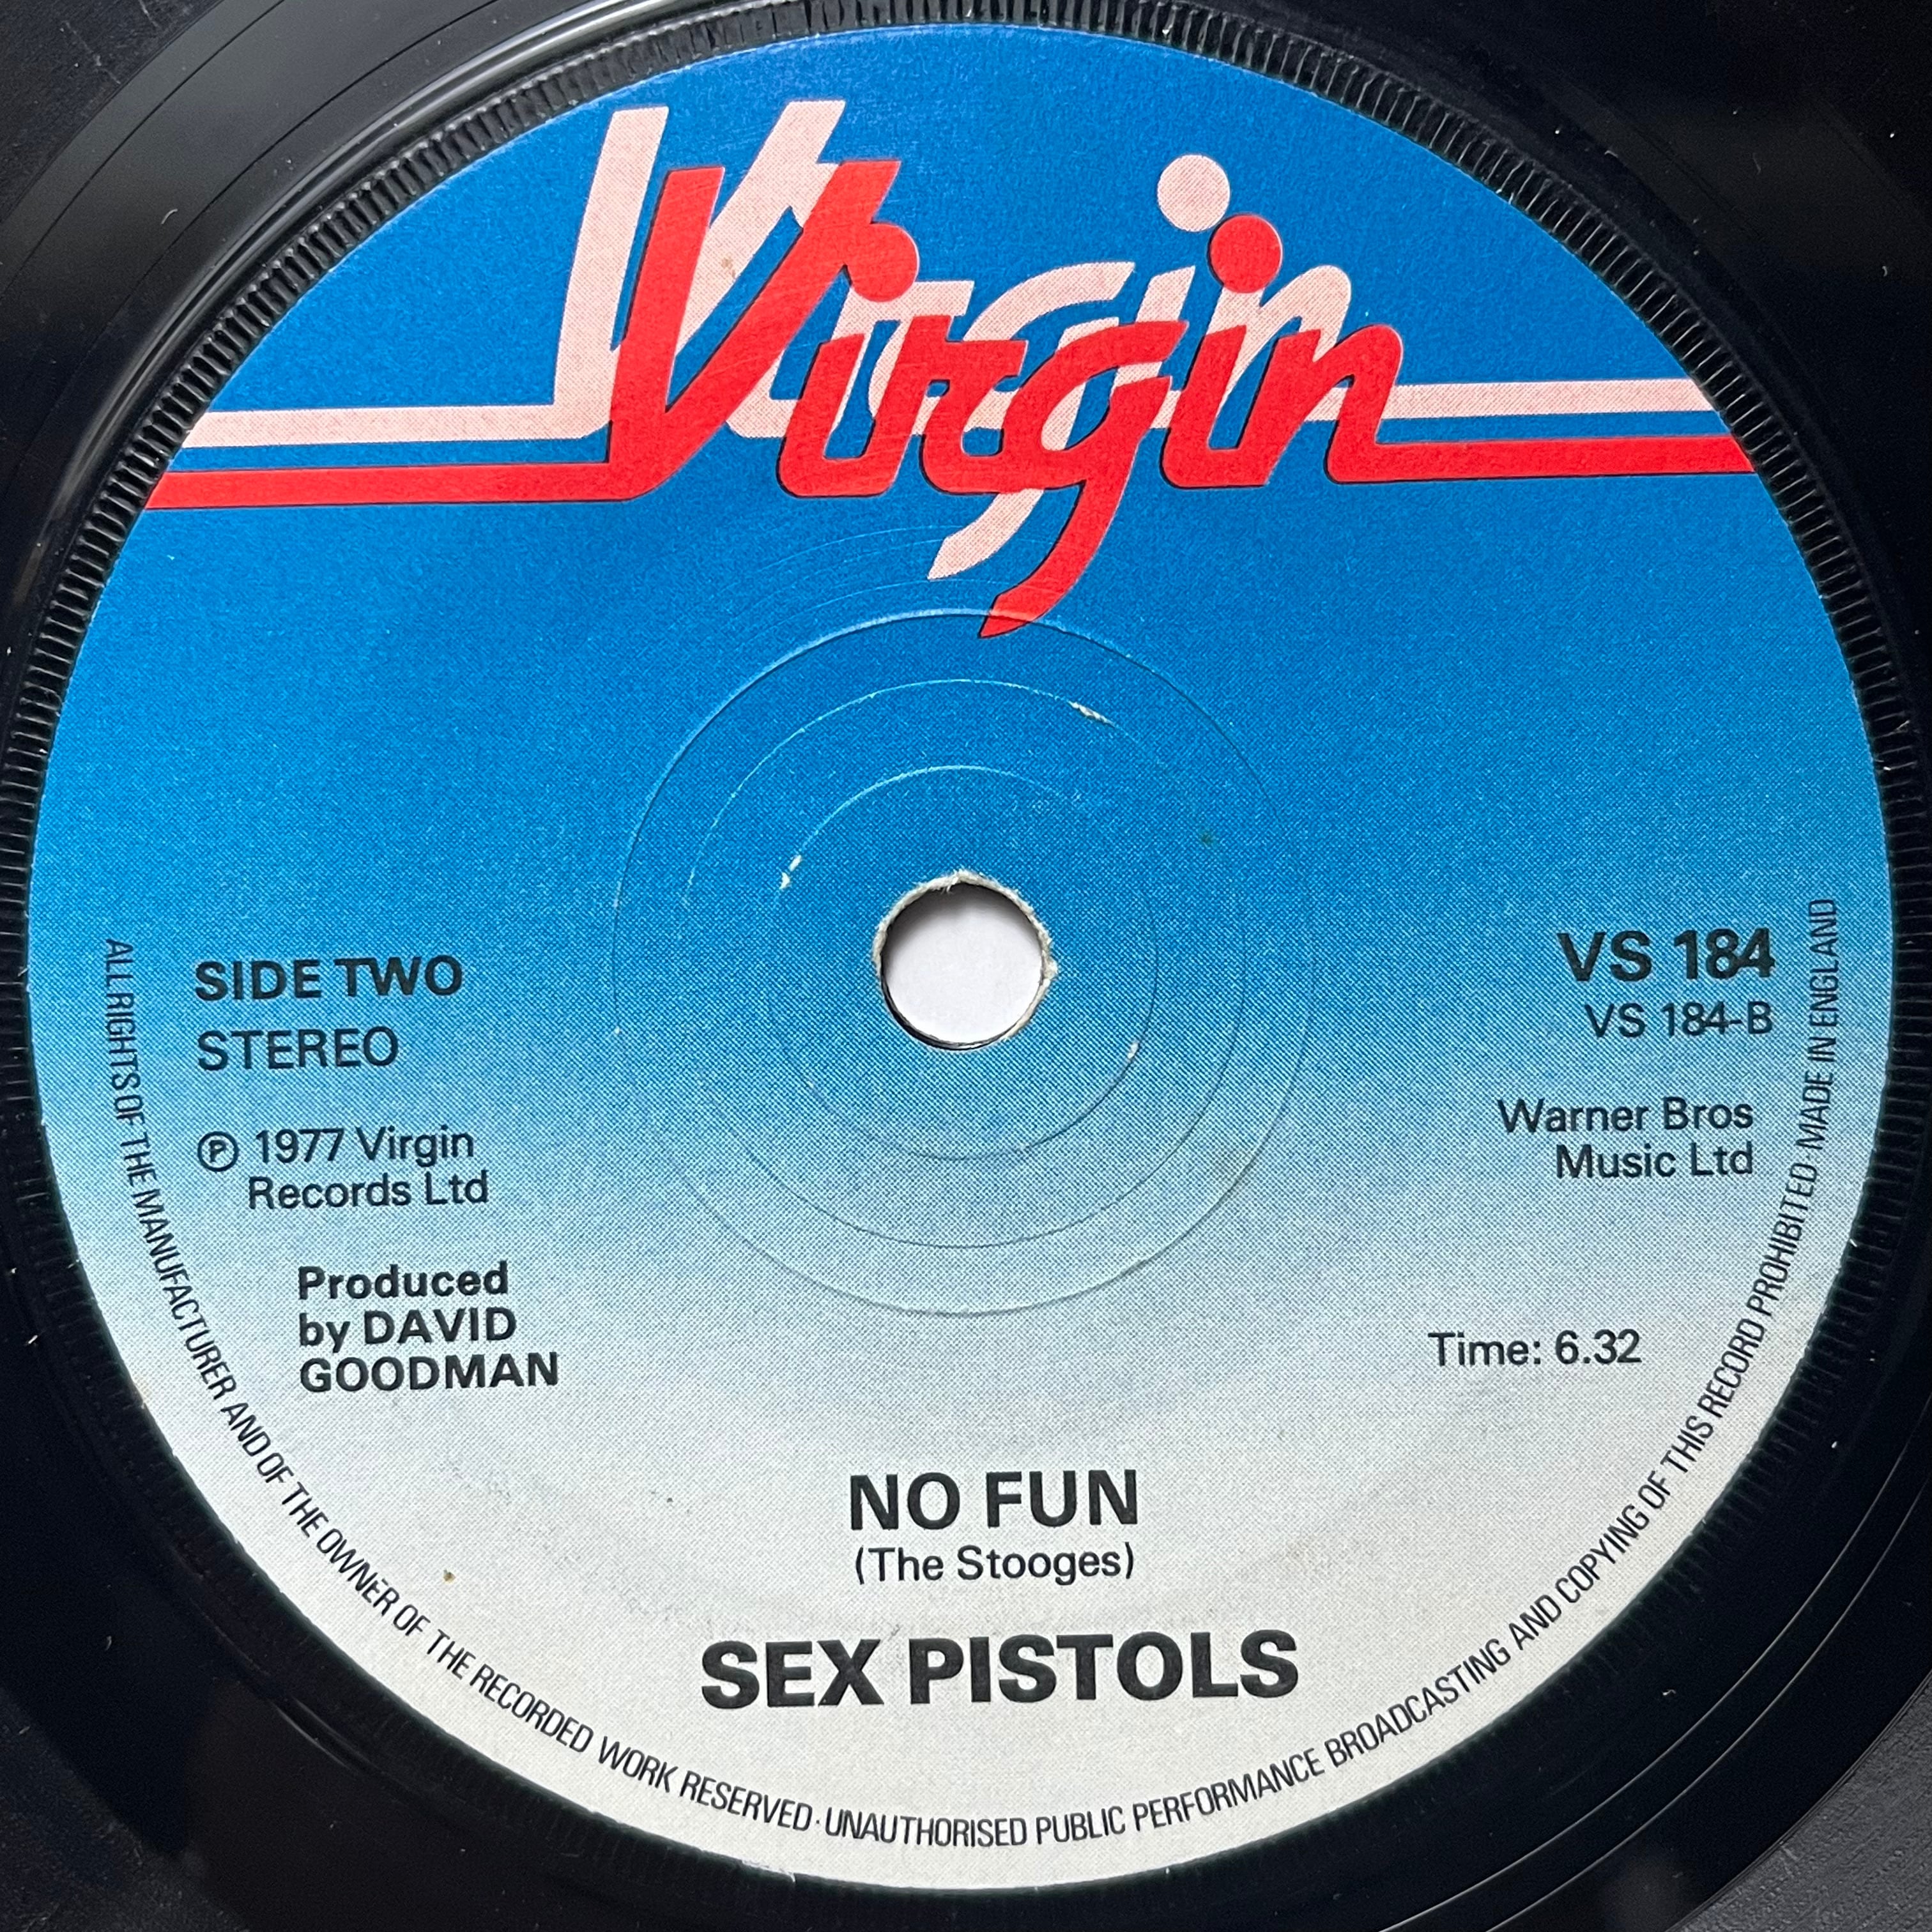 Virgin
SIDE TWO
STEREO
℗ 1977 Virgin
Records Ltd
Produced
by DAVID
GOODMAN
VS 184
VS 184-B
Warner Bros
Music Ltd
Time: 6.32
NO FUN
(The Stooges)
SEX PISTOLS
ALL RIGHTS OF THE MANUFACTURER AND OF THE OWNER OF THE RECORDED WORK RESERVED · UNAUTHORISED PUBLIC PERFORMANCE BROADCASTING AND COPYING OF THIS RECORD PROHIBITED · MADE IN ENGLAND